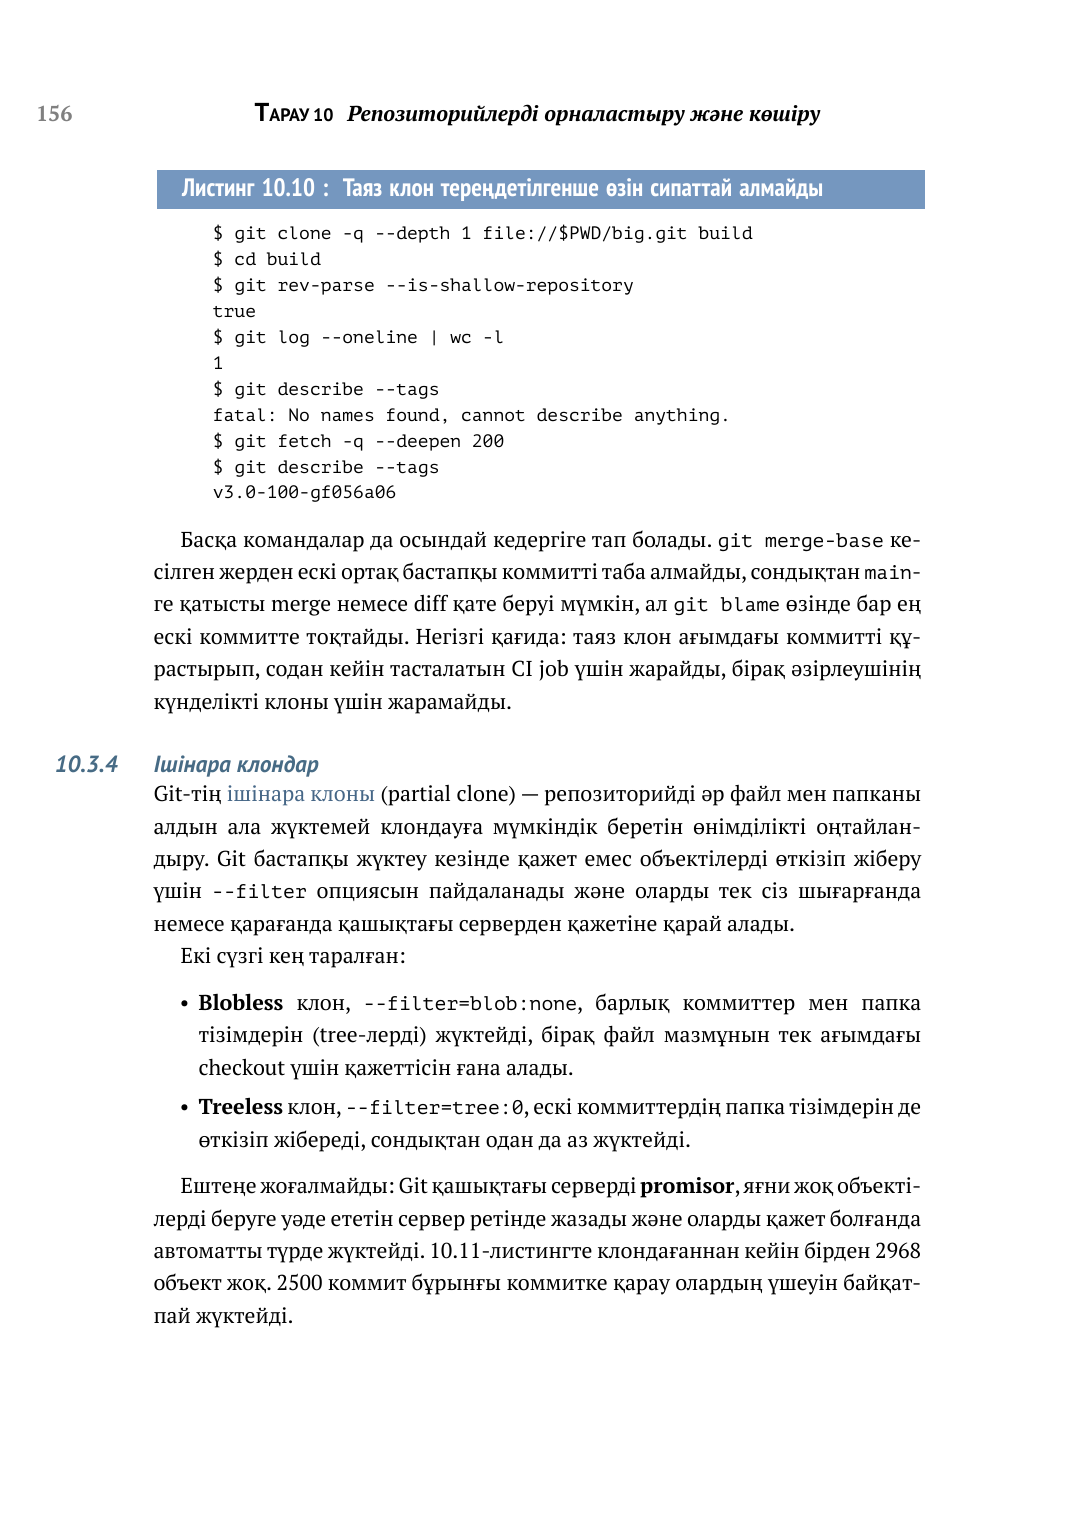 156
Тарау 10 Репозиторийлерді орналастыру және көшіру
Листинг 10.10 : Таяз клон тереңдетілгенше өзін сипаттай алмайды
$ git clone -q --depth 1 file://$PWD/big.git build
$ cd build
$ git rev-parse --is-shallow-repository
true
$ git log --oneline | wc -l
1
$ git describe --tags
fatal: No names found, cannot describe anything.
$ git fetch -q --deepen 200
$ git describe --tags
v3.0-100-gf056a06
Басқа командалар да осындай кедергіге тап болады. git merge-base ке-
сілген жерден ескі ортақ бастапқы коммитті таба алмайды, сондықтан main-
ге қатысты merge немесе diff қате беруі мүмкін, ал git blame өзінде бар ең
ескі коммитте тоқтайды. Негізгі қағида: таяз клон ағымдағы коммитті құ-
растырып, содан кейін тасталатын CI job үшін жарайды, бірақ әзірлеушінің
күнделікті клоны үшін жарамайды.
10.3.4 Ішінара клондар
Git-тің ішінара клоны (partial clone) — репозиторийді әр файл мен папканы
алдын ала жүктемей клондауға мүмкіндік беретін өнімділікті оңтайлан-
дыру. Git бастапқы жүктеу кезінде қажет емес объектілерді өткізіп жіберу
үшін --filter опциясын пайдаланады және оларды тек сіз шығарғанда
немесе қарағанда қашықтағы серверден қажетіне қарай алады.
Екі сүзгі кең таралған:
• Blobless клон, --filter=blob:none, барлық коммиттер мен папка
тізімдерін (tree-лерді) жүктейді, бірақ файл мазмұнын тек ағымдағы
checkout үшін қажеттісін ғана алады.
• Treeless клон, --filter=tree:0, ескі коммиттердің папка тізімдерін де
өткізіп жібереді, сондықтан одан да аз жүктейді.
Ештеңе жоғалмайды: Git қашықтағы серверді promisor, яғни жоқ объекті-
лерді беруге уәде ететін сервер ретінде жазады және оларды қажет болғанда
автоматты түрде жүктейді. 10.11-листингте клондағаннан кейін бірден 2968
объект жоқ. 2500 коммит бұрынғы коммитке қарау олардың үшеуін байқат-
пай жүктейді.